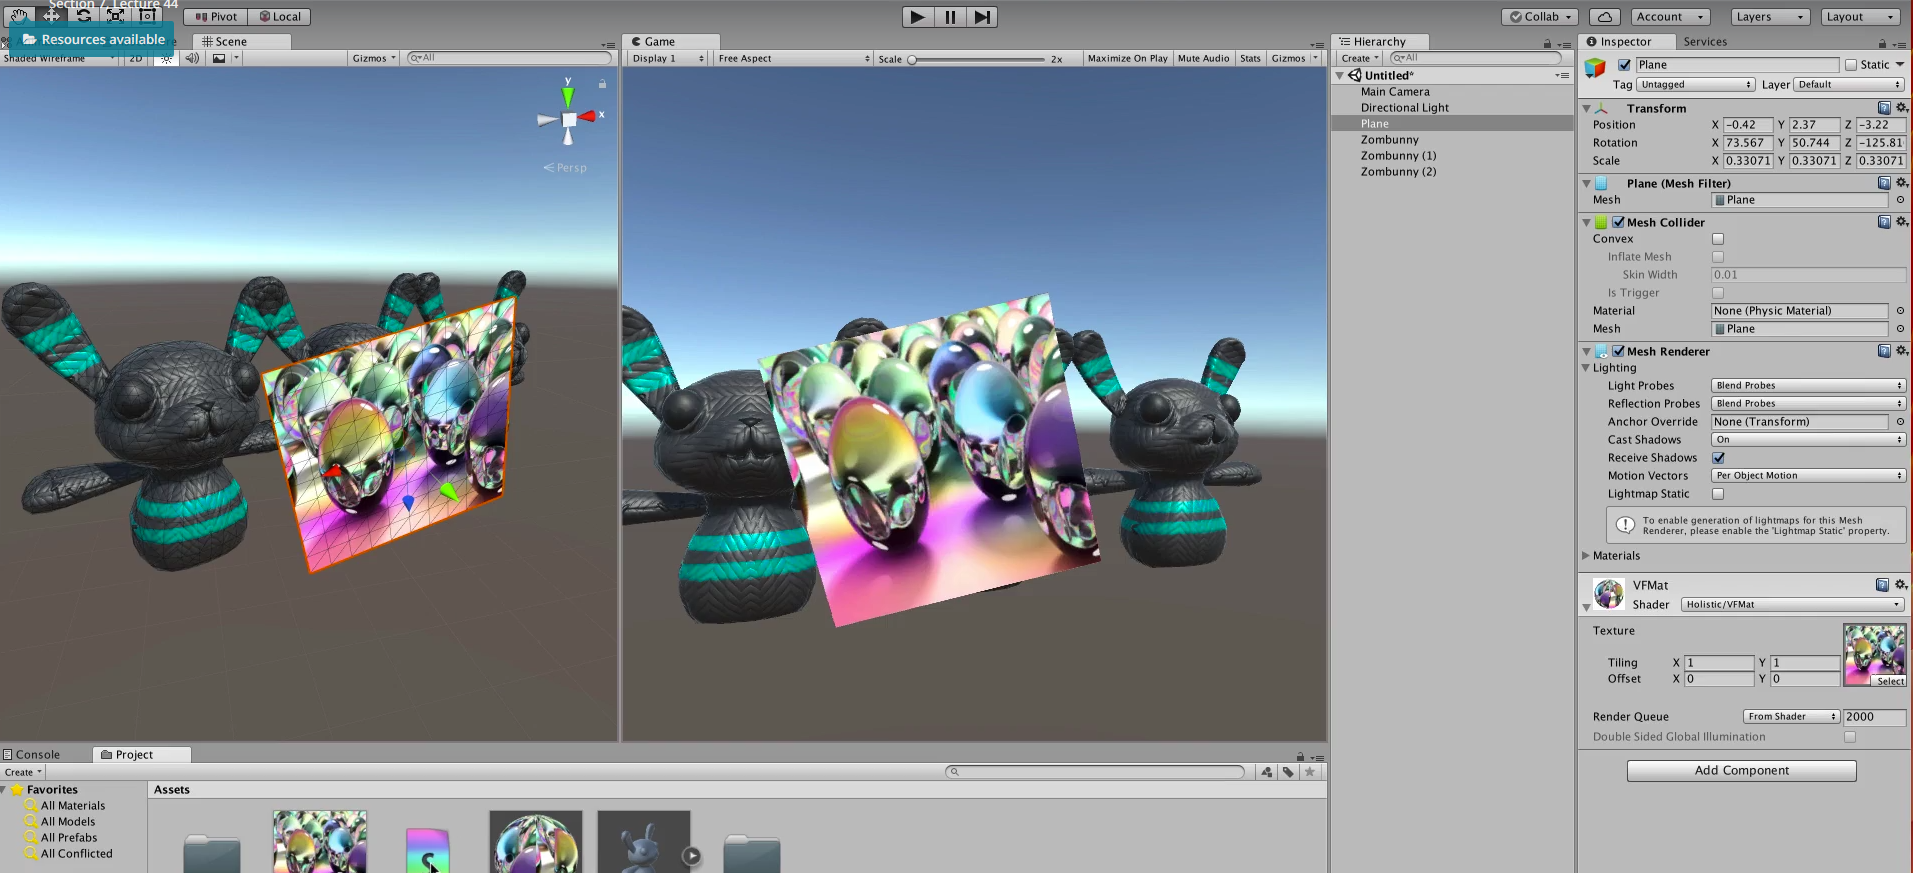 Section 7, Lecture 44
Pivot Local
Collab Account Layers Layout
Resources available
Scene
Shaded Wireframe 2D Gizmos All
Persp
y
x
Game
Display 1 Free Aspect Scale 2x Maximize On Play Mute Audio Stats Gizmos
Hierarchy
Create All
Untitled*
Main Camera
Directional Light
Plane
Zombunny
Zombunny (1)
Zombunny (2)
Inspector Services
Plane Static
Tag Untagged Layer Default
Transform
Position X -0.42 Y 2.37 Z -3.22
Rotation X 73.567 Y 50.744 Z -125.81
Scale X 0.33071 Y 0.33071 Z 0.33071
Plane (Mesh Filter)
Mesh Plane
Mesh Collider
Convex
Inflate Mesh
Skin Width 0.01
Is Trigger
Material None (Physic Material)
Mesh Plane
Mesh Renderer
Lighting
Light Probes Blend Probes
Reflection Probes Blend Probes
Anchor Override None (Transform)
Cast Shadows On
Receive Shadows
Motion Vectors Per Object Motion
Lightmap Static
To enable generation of lightmaps for this Mesh
Renderer, please enable the 'Lightmap Static' property.
Materials
VFMat
Shader Holistic/VFMat
Texture
Tiling X 1 Y 1
Offset X 0 Y 0
Select
Render Queue From Shader 2000
Double Sided Global Illumination
Add Component
Console Project
Create
Favorites
All Materials
All Models
All Prefabs
All Conflicted
Assets
S